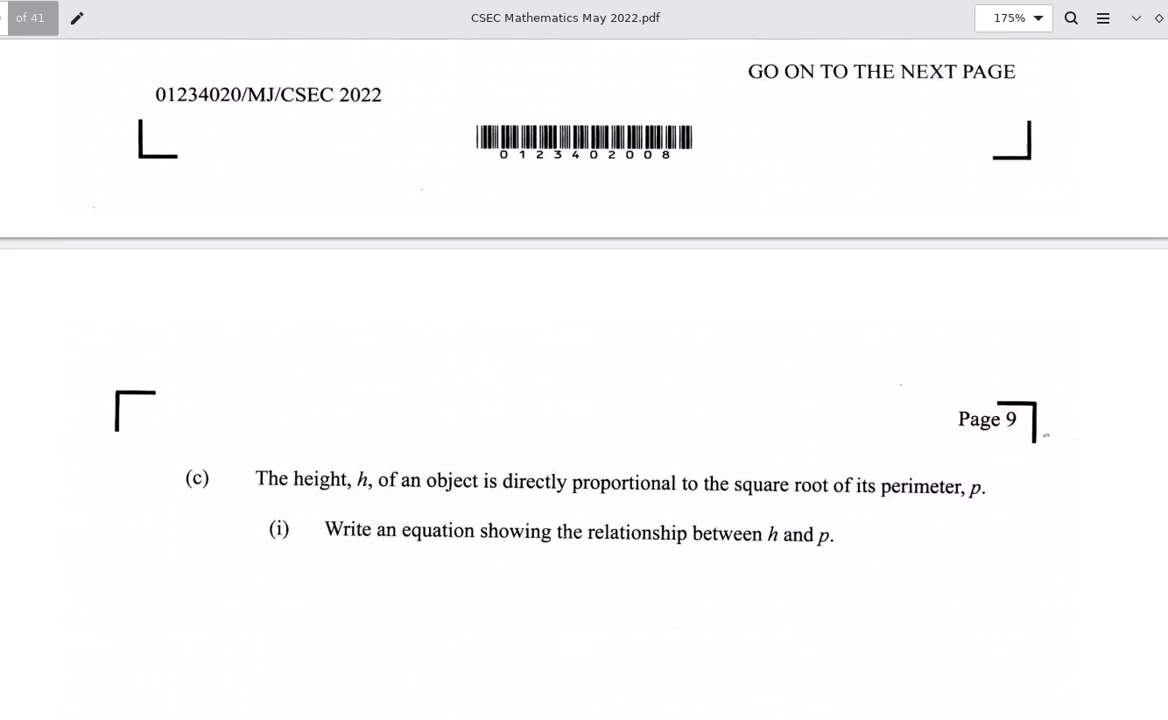 of 41
CSEC Mathematics May 2022.pdf
175%
GO ON TO THE NEXT PAGE
01234020/MJ/CSEC 2022
0 1 2 3 4 0 2 0 0 8
Page 9
(c) The height, h, of an object is directly proportional to the square root of its perimeter, p.
(i) Write an equation showing the relationship between h and p.